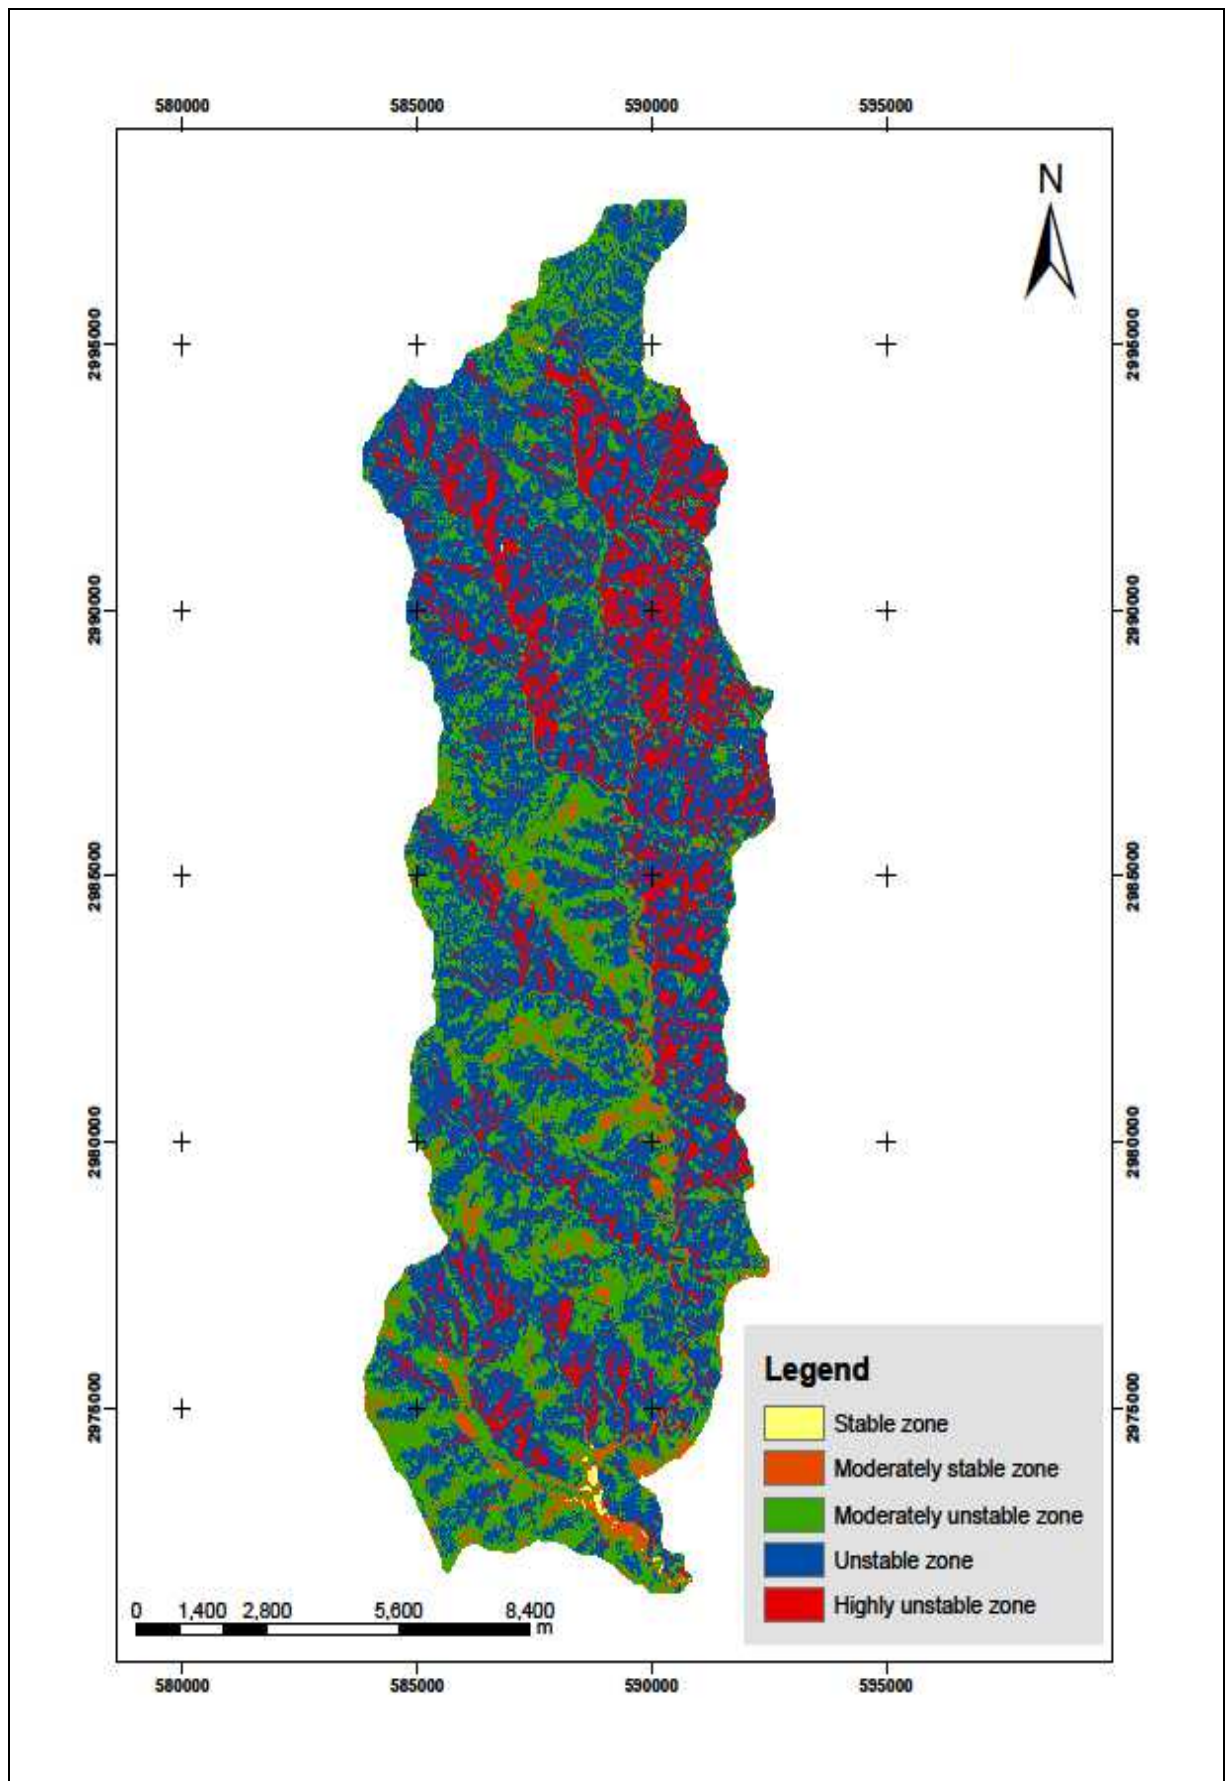 580000 585000 590000 595000
N
2995000 2995000
2990000 2990000
2985000 2985000
2980000 2980000
2975000 2975000
Legend
Stable zone
Moderately stable zone
Moderately unstable zone
Unstable zone
Highly unstable zone
0 1,400 2,800 5,600 8,400
m
580000 585000 590000 595000